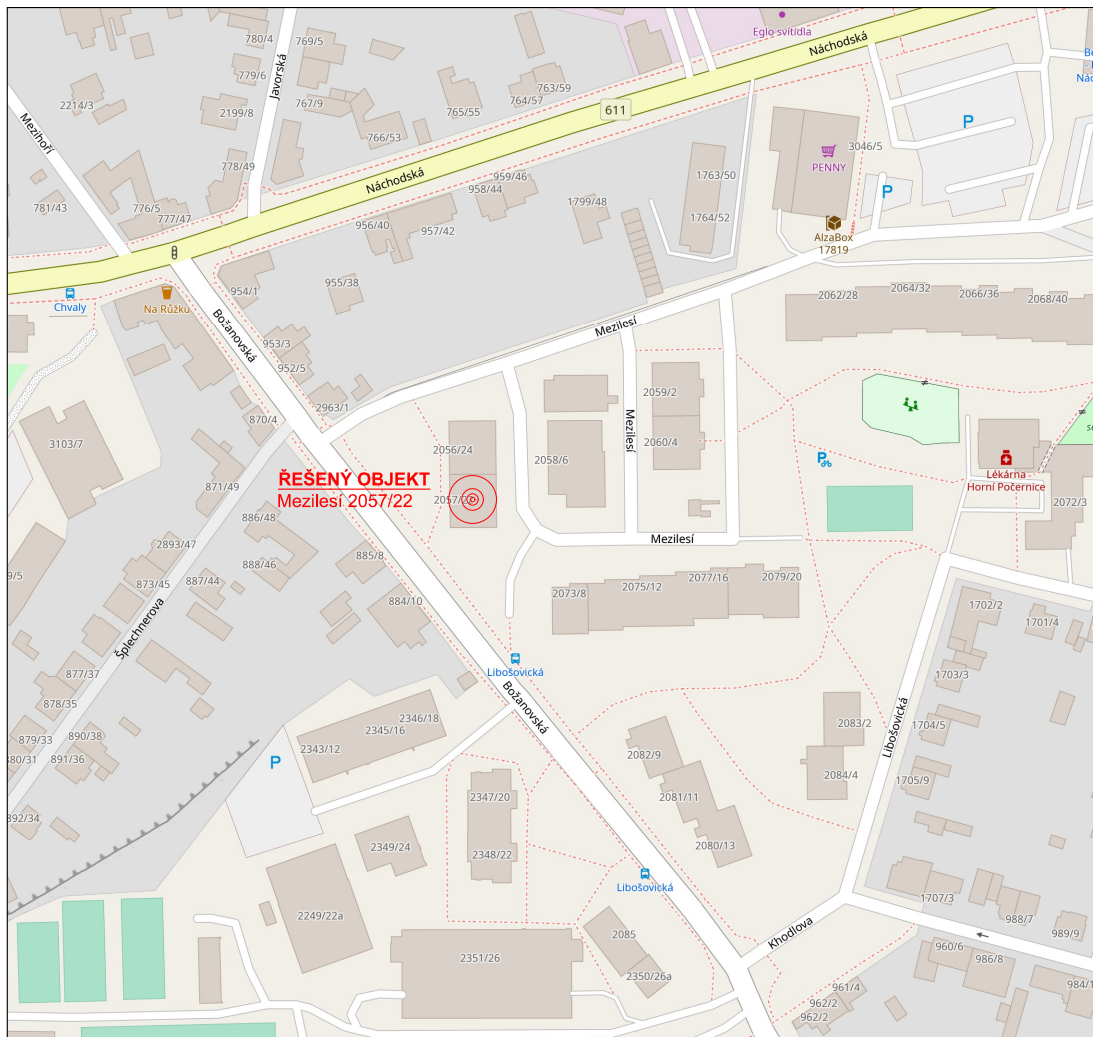 Eglo svítidla
780/4
769/5
Náchodská
779/6
Javorská
763/59
764/57
2214/3
767/9
765/55
2199/8
611
Mezihoří
766/53
P
3046/5
PENNY
778/49
959/46
1763/50
Náchodská
958/44
P
781/43
776/5
777/47
1799/48
1764/52
956/40
957/42
AlzaBox
17819
955/38
954/1
Chvaly
Na Růžku
2062/28
2064/32
2066/36
2068/40
Božanovská
Mezilesí
953/3
952/5
2059/2
2963/1
870/4
Mezilesí
3103/7
2056/24
2060/4
2058/6
ŘEŠENÝ OBJEKT
Mezilesí 2057/22
P
Lékárna
Horní Počernice
871/49
2072/3
886/48
2893/47
Mezilesí
885/8
888/46
9/5
873/45
887/44
2073/8
2075/12
2077/16
2079/20
884/10
Šplechnerova
1702/2
1701/4
877/37
Libošovická
1703/3
878/35
Božanovská
2346/18
2345/16
2343/12
879/33
890/38
891/36
2083/2
1704/5
Libošovická
2082/9
P
2084/4
1705/9
2347/20
2081/11
892/34
2349/24
2348/22
2080/13
Libošovická
1707/3
2249/22a
988/7
Khodlova
989/9
2085
960/6
986/8
2351/26
2350/26a
961/4
984/1
962/2
962/2